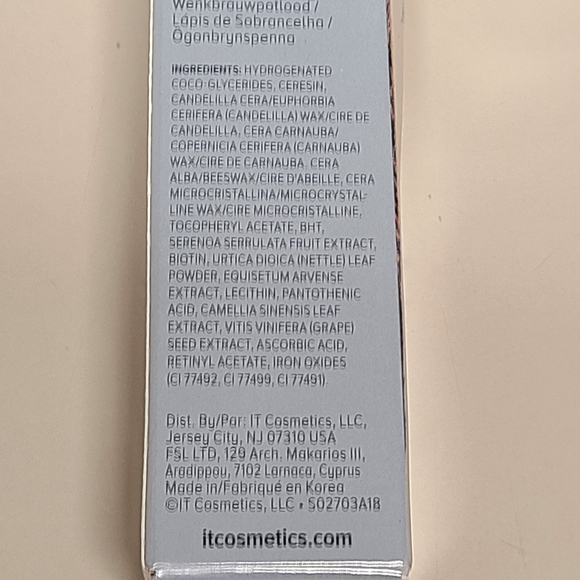 Wenkbrauwpotlood /
Lápis de Sobrancelha /
Ögonbrynspenna
INGREDIENTS: HYDROGENATED
COCO-GLYCERIDES, CERESIN,
CANDELILLA CERA/EUPHORBIA
CERIFERA (CANDELILLA) WAX/CIRE DE
CANDELILLA, CERA CARNAUBA/
COPERNICIA CERIFERA (CARNAUBA)
WAX/CIRE DE CARNAUBA. CERA
ALBA/BEESWAX/CIRE D'ABEILLE, CERA
MICROCRISTALLINA/MICROCRYSTAL-
LINE WAX/CIRE MICROCRISTALLINE,
TOCOPHERYL ACETATE, BHT,
SERENOA SERRULATA FRUIT EXTRACT,
BIOTIN, URTICA DIOICA (NETTLE) LEAF
POWDER, EQUISETUM ARVENSE
EXTRACT, LECITHIN, PANTOTHENIC
ACID, CAMELLIA SINENSIS LEAF
EXTRACT, VITIS VINIFERA (GRAPE)
SEED EXTRACT, ASCORBIC ACID,
RETINYL ACETATE, IRON OXIDES
(CI 77492, CI 77499, CI 77491).
Dist. By/Par: IT Cosmetics, LLC,
Jersey City, NJ 07310 USA
FSL LTD, 129 Arch. Makarios III,
Aradippou, 7102 Larnaca, Cyprus
Made in/Fabriqué en Korea
©IT Cosmetics, LLC • S02703A18
itcosmetics.com